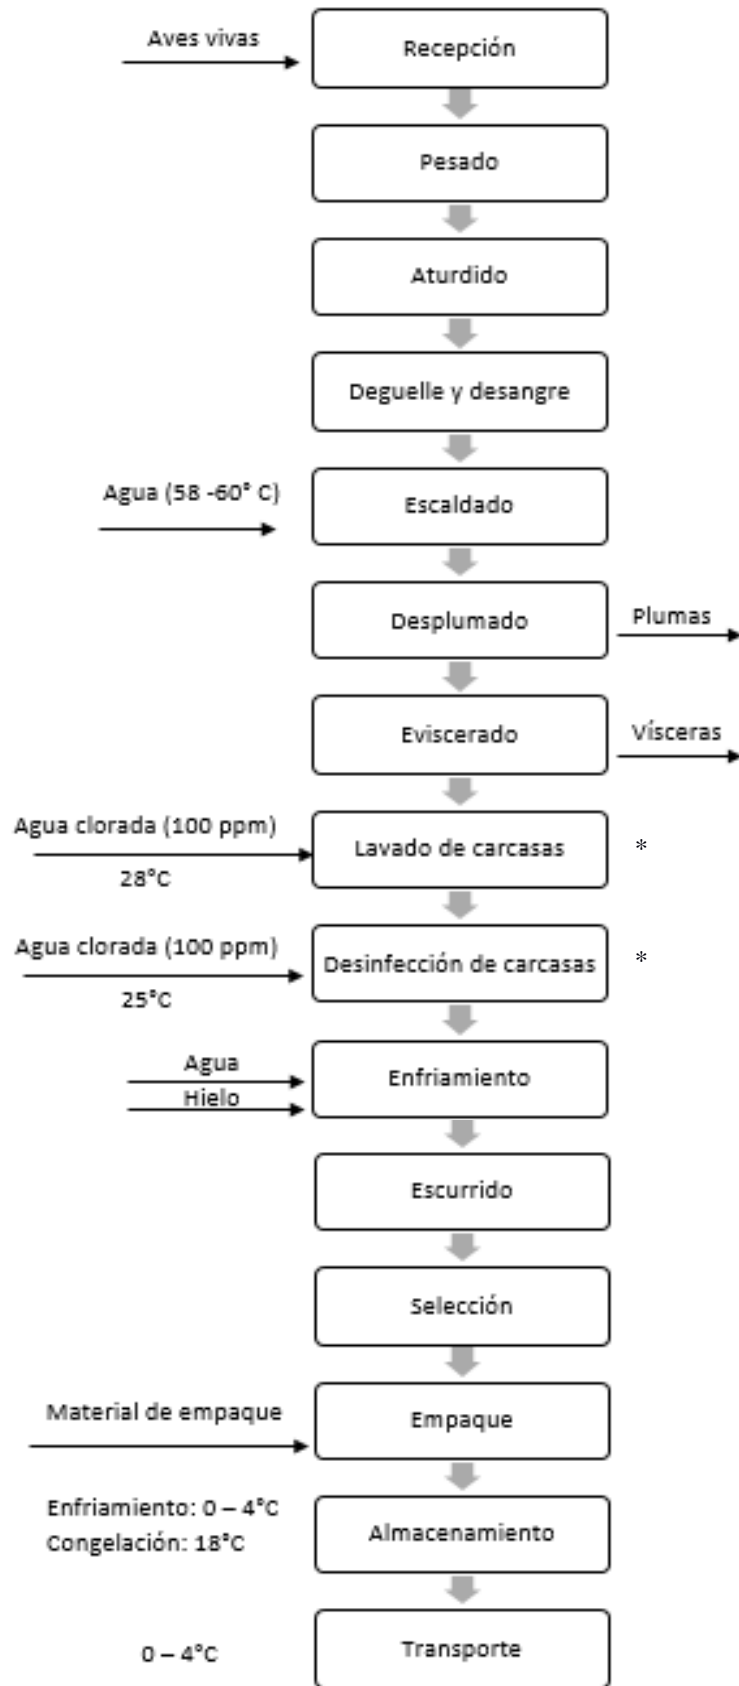 Aves vivas
Recepción
Pesado
Aturdido
Deguelle y desangre
Agua (58 -60° C)
Escaldado
Desplumado
Plumas
Eviscerado
Vísceras
Agua clorada (100 ppm)
28°C
Lavado de carcasas
*
Agua clorada (100 ppm)
25°C
Desinfección de carcasas
*
Agua
Hielo
Enfriamiento
Escurrido
Selección
Material de empaque
Empaque
Enfriamiento: 0 – 4°C
Congelación: 18°C
Almacenamiento
0 – 4°C
Transporte